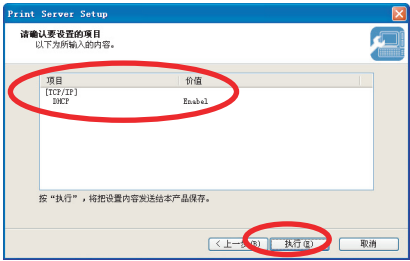 Print Server Setup
请确认要设置的项目
以下为所输入的内容。
项目 价值
[TCP/IP]
DHCP Enabel
按“执行”，将把设置内容发送给本产品保存。
<上一步(B) 执行(E) 取消